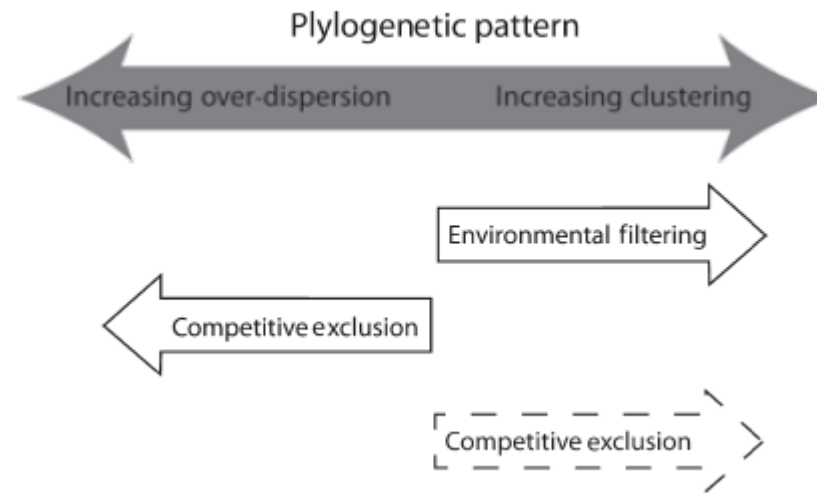 Plylogenetic pattern
Increasing over-dispersion Increasing clustering
Environmental filtering
Competitive exclusion
Competitive exclusion